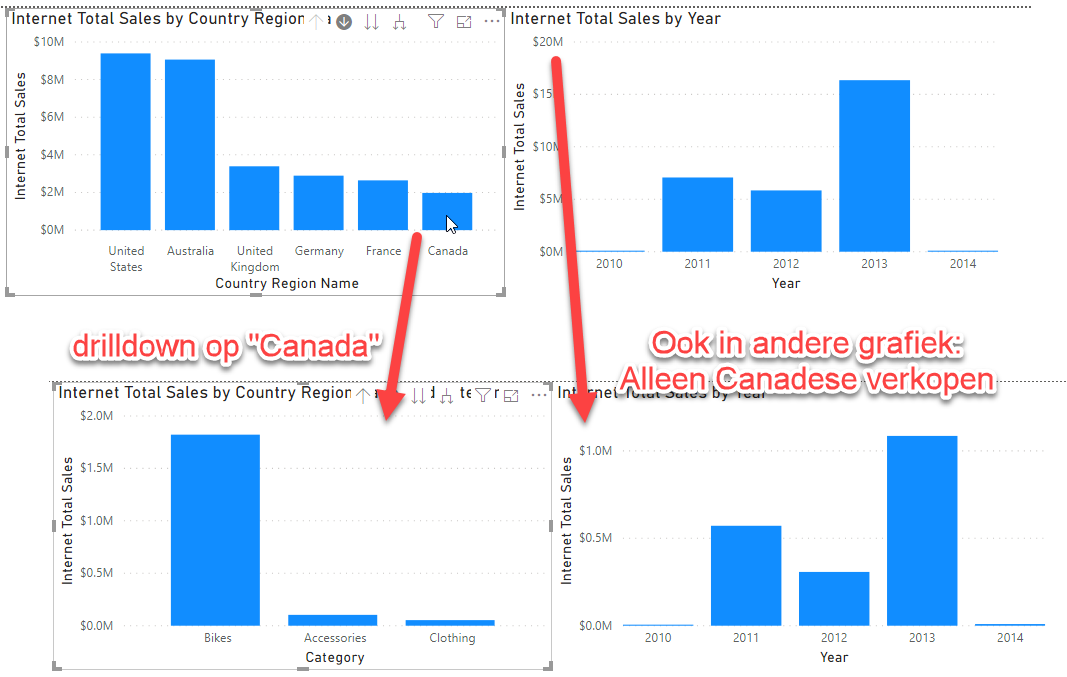 Internet Total Sales by Country Region
$10M
$8M
$6M
$4M
$2M
$0M
Internet Total Sales
United States
Australia
United Kingdom
Germany
France
Canada
Country Region Name
Internet Total Sales by Year
$20M
$15
$10M
$5M
$0M
Internet Total Sales
2010
2011
2012
2013
2014
Year
drilldown op "Canada"
Ook in andere grafiek:
Alleen Canadese verkopen
Internet Total Sales by Country Region
$2.0M
$1.5M
$1.0M
$0.5M
$0.0M
Internet Total Sales
Bikes
Accessories
Clothing
Category
Internet Total Sales by Year
$1.0M
$0.5M
$0.0M
Internet Total Sales
2010
2011
2012
2013
2014
Year